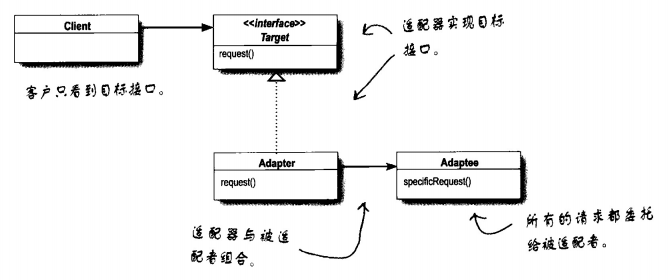 Client
<<interface>>
Target
request()
适配器实现目标
接口。
客户只看到目标接口。
Adapter
request()
Adaptee
specificRequest()
适配器与被适
配者组合。
所有的请求都委托
给被适配者。